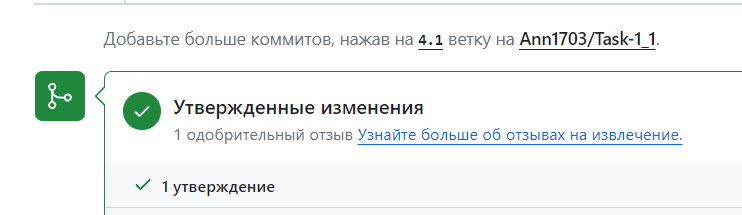 Добавьте больше коммитов, нажав на 4.1 ветку на Ann1703/Task-1_1.
Утвержденные изменения
1 одобрительный отзыв Узнайте больше об отзывах на извлечение.
1 утверждение